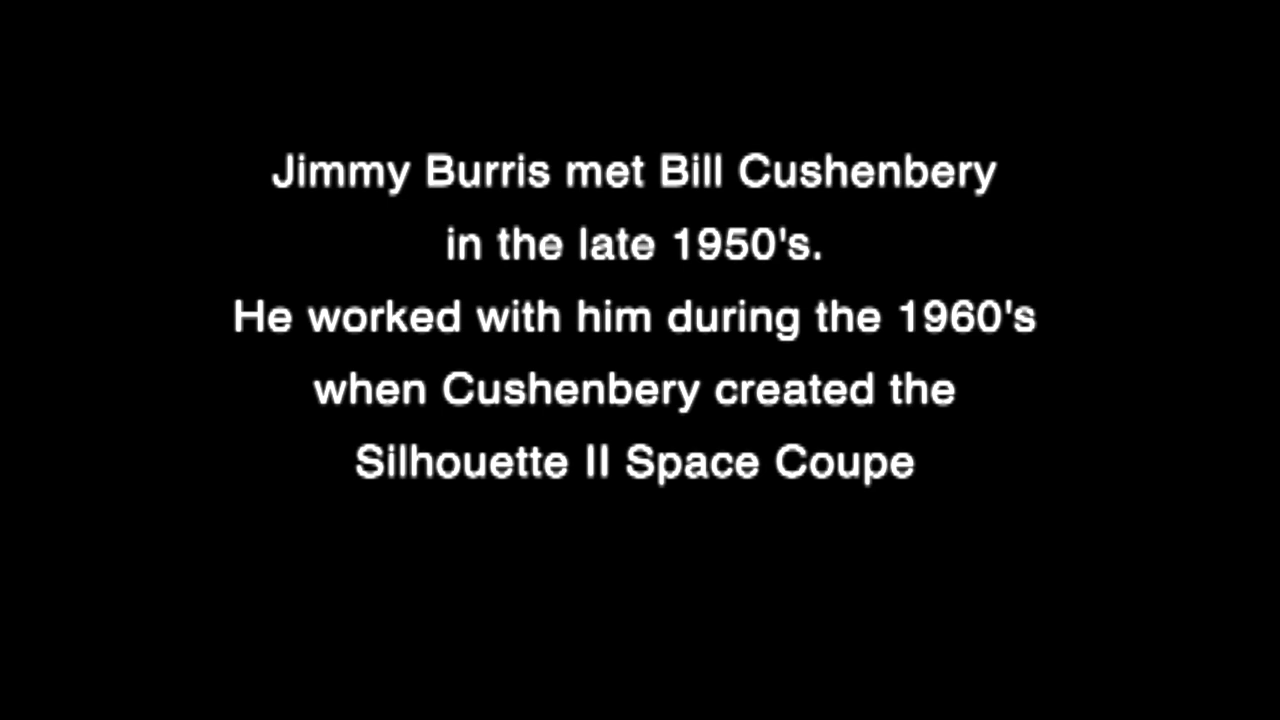 Jimmy Burris met Bill Cushenbery
in the late 1950's.
He worked with him during the 1960's
when Cushenbery created the
Silhouette II Space Coupe